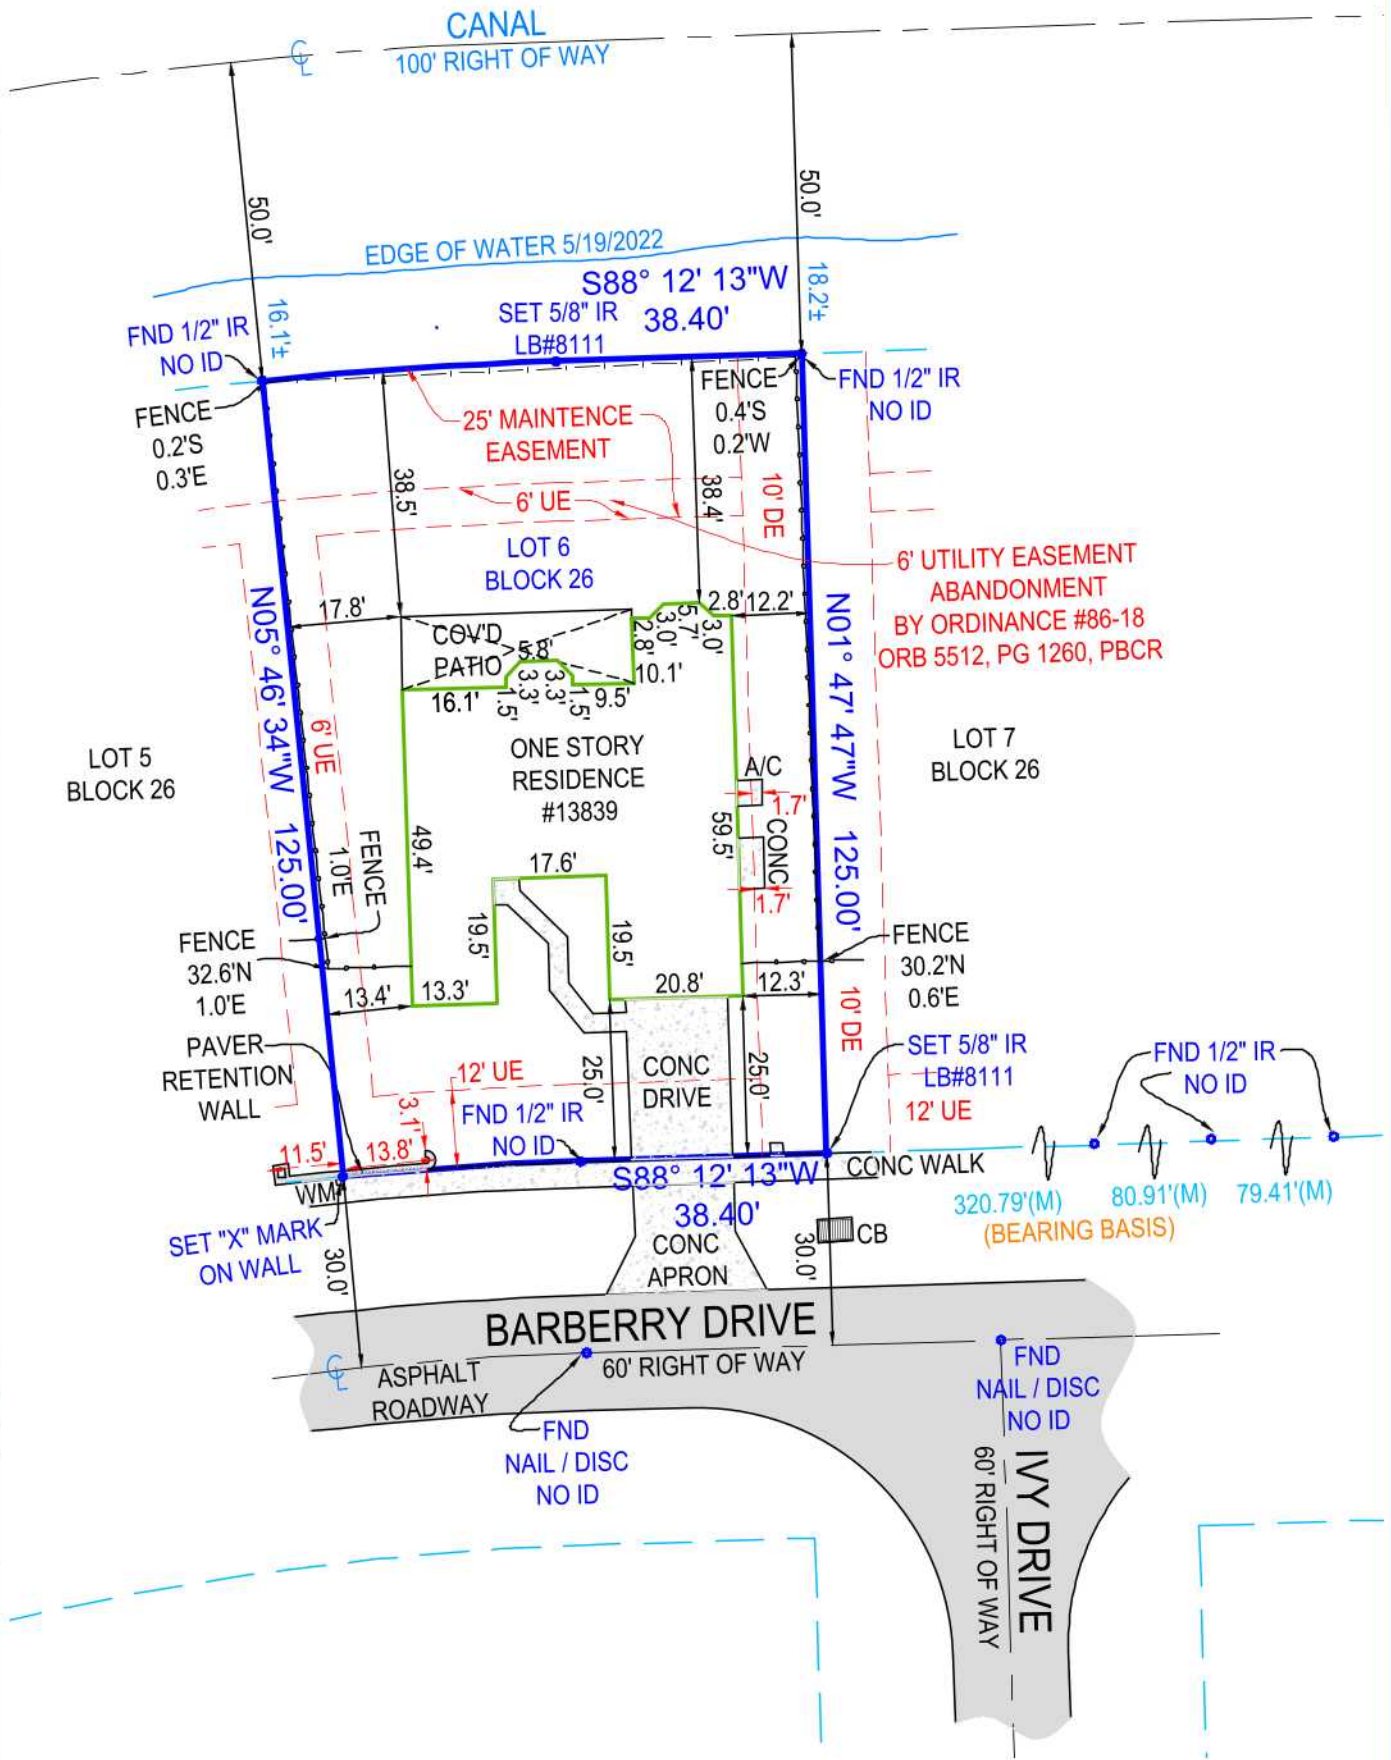 CANAL
100' RIGHT OF WAY
50.0'
50.0'
EDGE OF WATER 5/19/2022
S88° 12' 13"W
38.40'
16.1'±
18.2'±
FND 1/2" IR
NO ID
SET 5/8" IR
LB#8111
FENCE
0.2'S
0.3'E
FENCE
0.4'S
0.2'W
FND 1/2" IR
NO ID
25' MAINTENCE
EASEMENT
38.5'
38.4'
6' UE
10' DE
LOT 6
BLOCK 26
6' UTILITY EASEMENT
ABANDONMENT
BY ORDINANCE #86-18
ORB 5512, PG 1260, PBCR
17.8'
COV'D
PATIO
5.8'
2.8'
3.0'
5.7'
3.0'
2.8'
12.2'
10.1'
16.1'
1.5'
3.3'
3.3'
1.5'
9.5'
N05° 46' 34"W 125.00'
N01° 47' 47"W 125.00'
6' UE
LOT 5
BLOCK 26
ONE STORY
RESIDENCE
#13839
LOT 7
BLOCK 26
A/C
1.7'
CONC
1.7'
49.4'
59.5'
17.6'
FENCE
1.0'E
19.5'
19.5'
FENCE
32.6'N
1.0'E
FENCE
30.2'N
0.6'E
13.4'
13.3'
20.8'
12.3'
10' DE
PAVER
RETENTION
WALL
12' UE
25.0'
CONC
DRIVE
25.0'
SET 5/8" IR
LB#8111
12' UE
FND 1/2" IR
NO ID
FND 1/2" IR
NO ID
3.1'
11.5'
13.8'
WM
S88° 12' 13"W
38.40'
CONC WALK
320.79'(M)
80.91'(M)
79.41'(M)
(BEARING BASIS)
SET "X" MARK
ON WALL
30.0'
CONC
APRON
30.0'
CB
BARBERRY DRIVE
60' RIGHT OF WAY
ASPHALT
ROADWAY
FND
NAIL / DISC
NO ID
FND
NAIL / DISC
NO ID
IVY DRIVE
60' RIGHT OF WAY